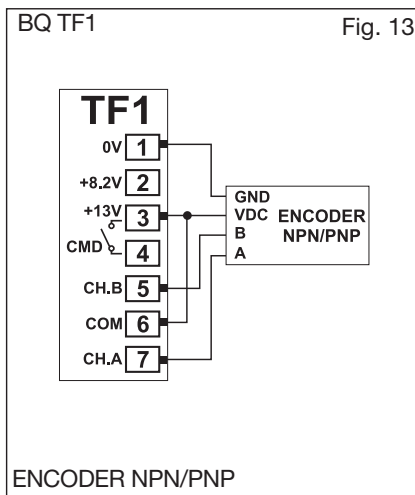 BQ TF1
Fig. 13
TF1
0V 1
+8.2V 2
+13V 3
CMD
4
CH.B 5
COM 6
CH.A 7
GND
VDC
B
A
ENCODER
NPN/PNP
ENCODER NPN/PNP